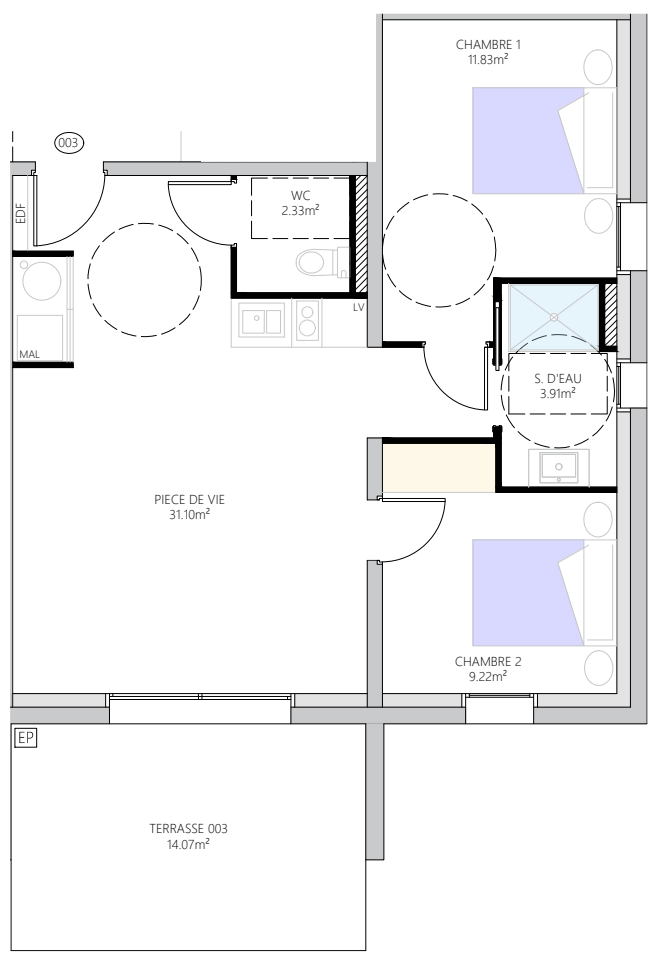 CHAMBRE 1
11.83m²
003
EDF
WC
2.33m²
LV
MAL
S. D'EAU
3.91m²
PIECE DE VIE
31.10m²
CHAMBRE 2
9.22m²
EP
TERRASSE 003
14.07m²